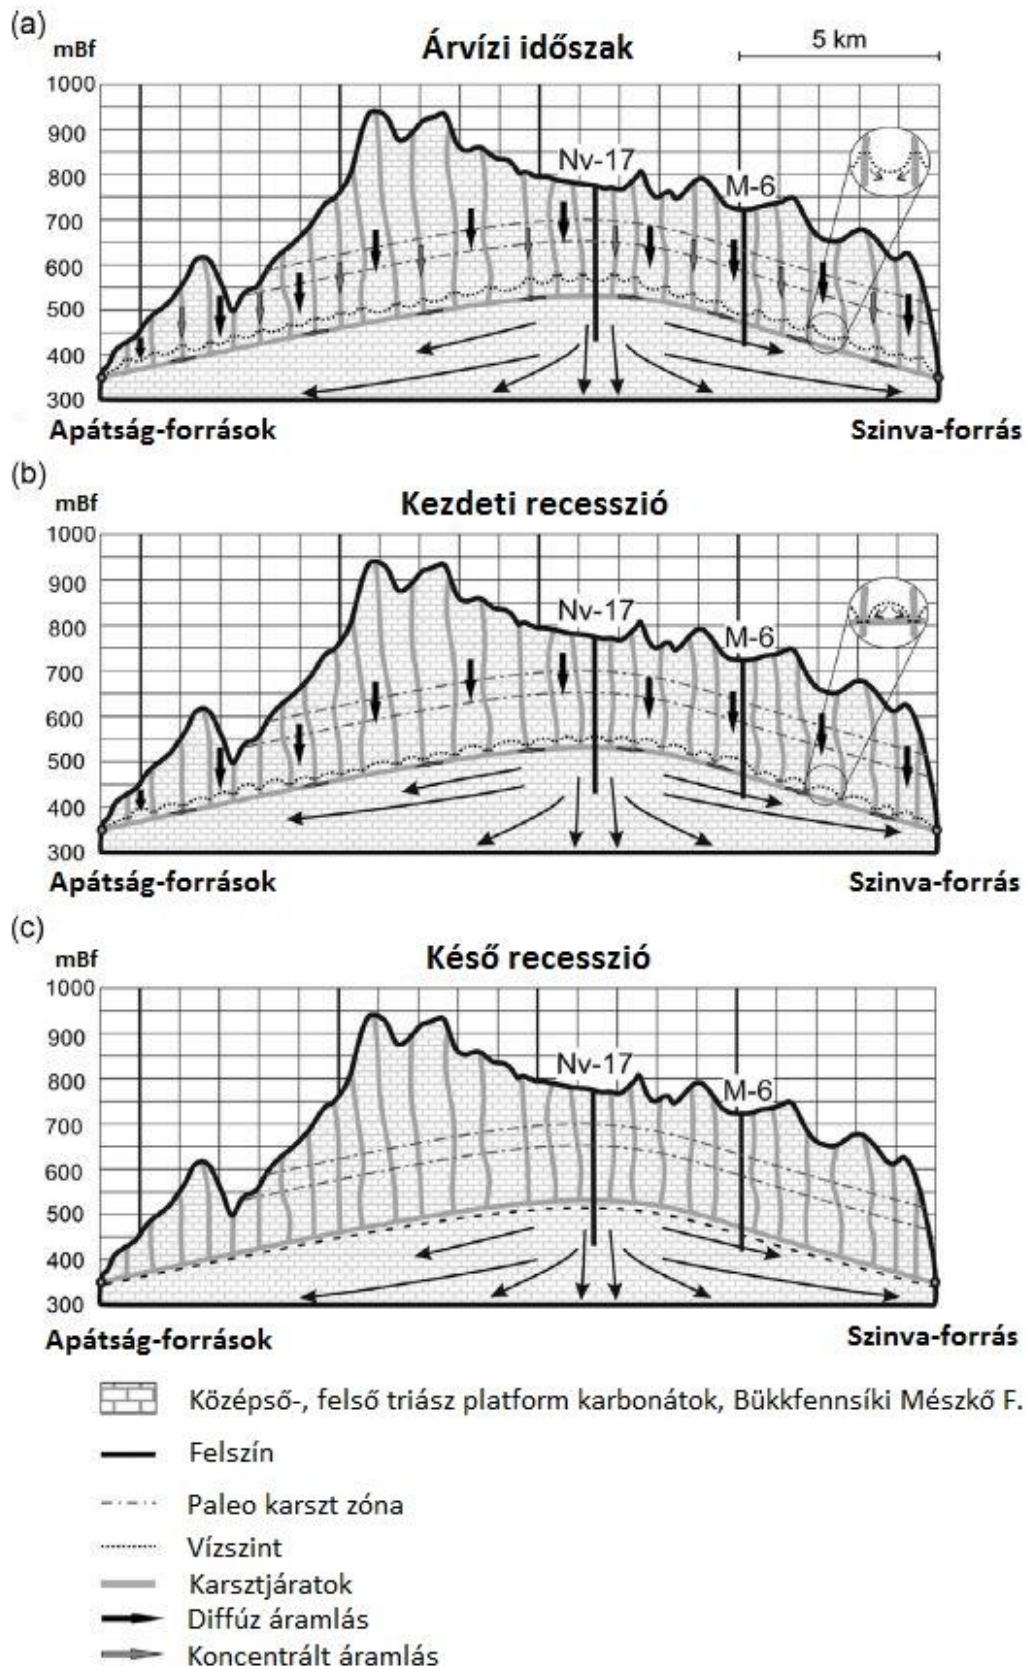 (a)
mBf
Árvízi időszak
5 km
1000
900
800
700
600
500
400
300
Nv-17
M-6
Apátság-források
Szinva-forrás
(b)
mBf
Kezdeti recesszió
1000
900
800
700
600
500
400
300
Nv-17
M-6
Apátság-források
Szinva-forrás
(c)
mBf
Késő recesszió
1000
900
800
700
600
500
400
300
Nv-17
M-6
Apátság-források
Szinva-forrás
Középső-, felső triász platform karbonátok, Bükkfennsíki Mészkő F.
Felszín
Paleo karszt zóna
Vízszint
Karsztjáratok
Diffúz áramlás
Koncentrált áramlás